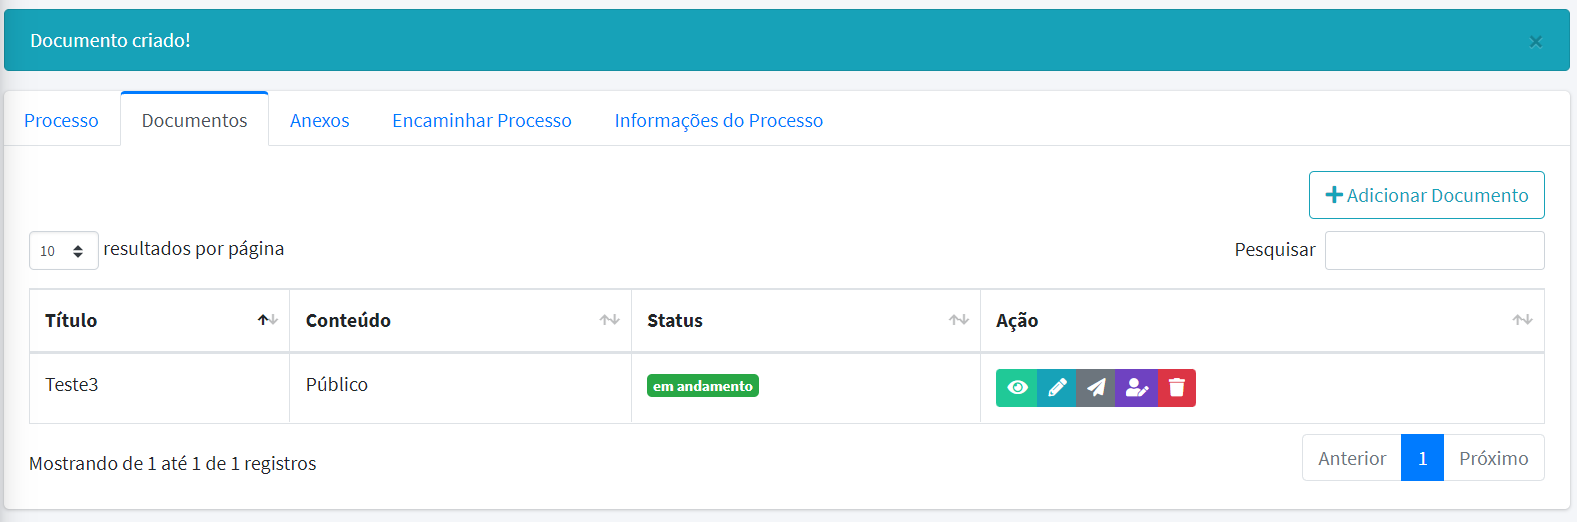 Documento criado! ×
Processo Documentos Anexos Encaminhar Processo Informações do Processo
Adicionar Documento
10 resultados por página Pesquisar
Título Conteúdo Status Ação
Teste3 Público em andamento
Mostrando de 1 até 1 de 1 registros Anterior 1 Próximo